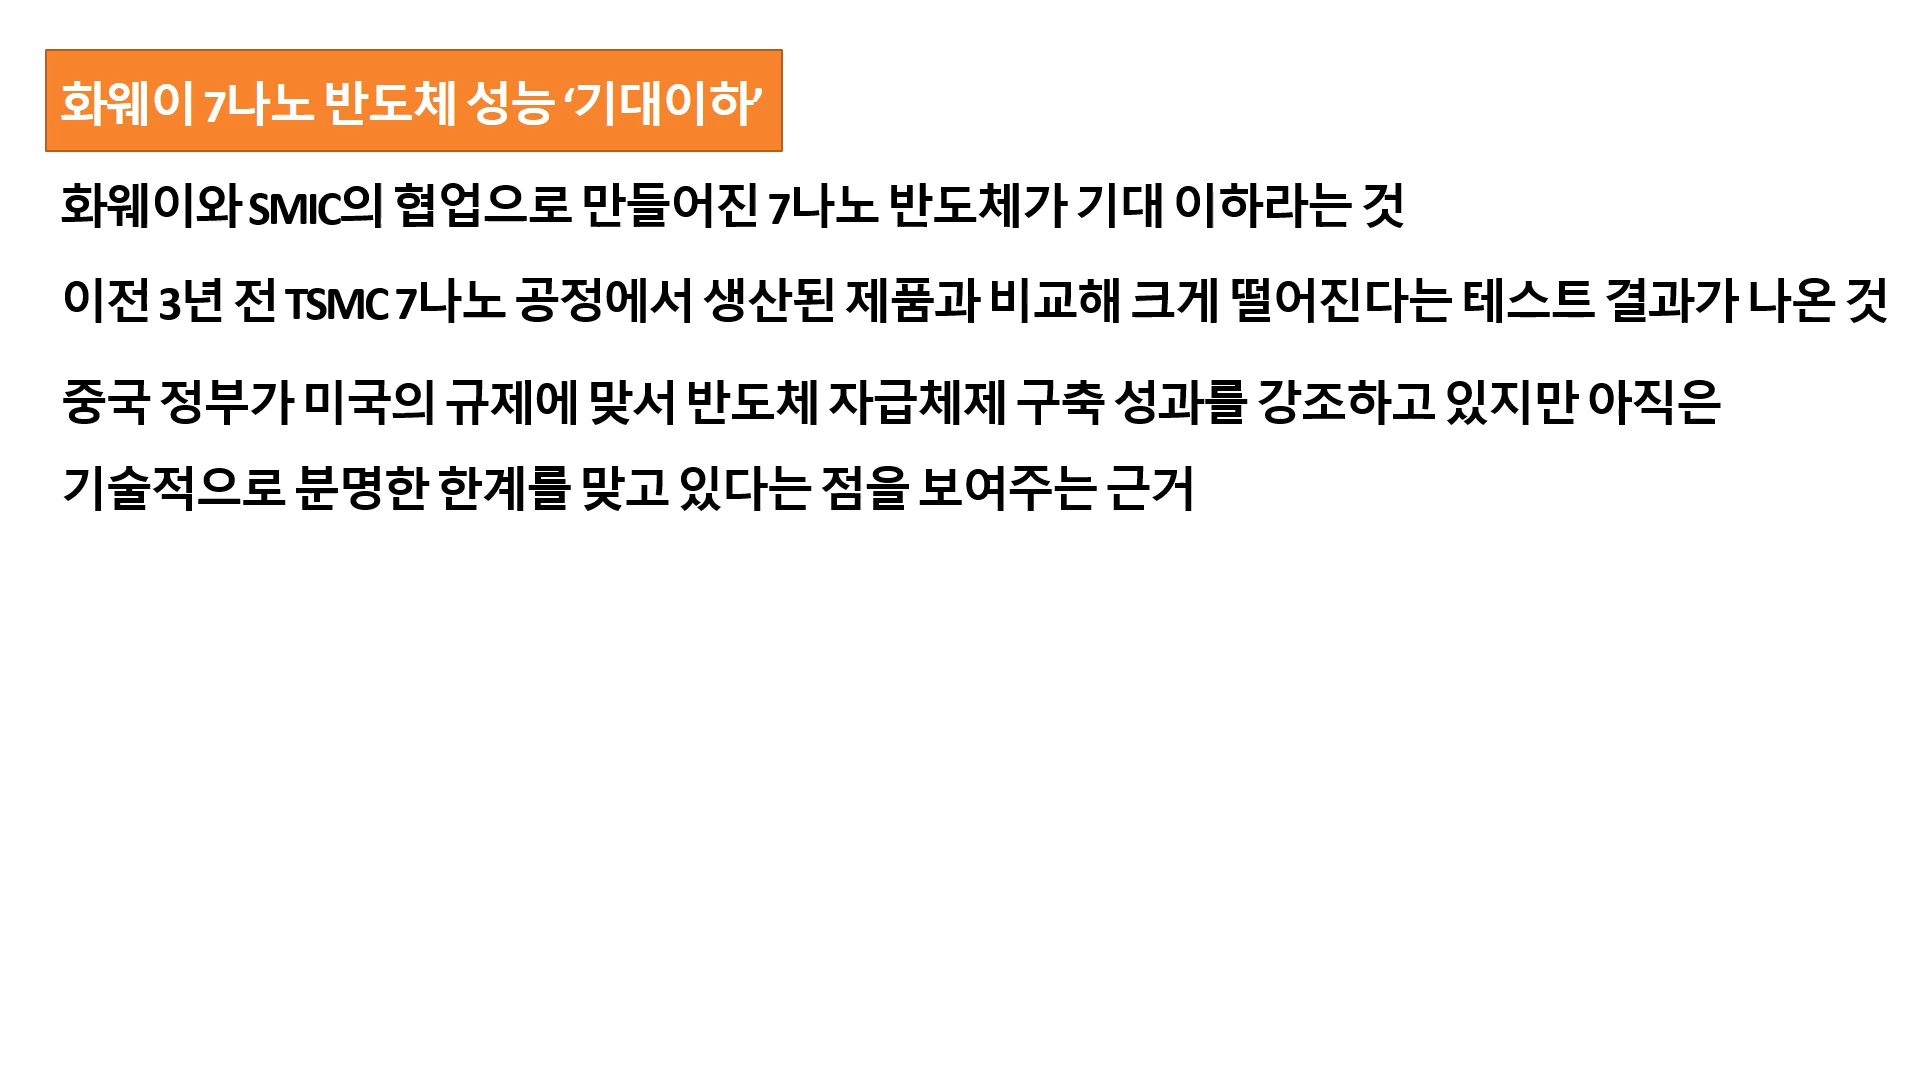 화웨이 7나노 반도체 성능 ‘기대이하’
화웨이와 SMIC의 협업으로 만들어진 7나노 반도체가 기대 이하라는 것
이전 3년 전 TSMC 7나노 공정에서 생산된 제품과 비교해 크게 떨어진다는 테스트 결과가 나온 것
중국 정부가 미국의 규제에 맞서 반도체 자급체제 구축 성과를 강조하고 있지만 아직은
기술적으로 분명한 한계를 맞고 있다는 점을 보여주는 근거